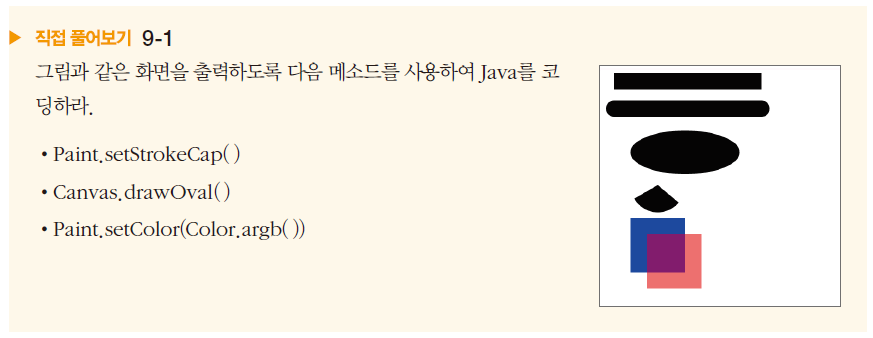 ▶ 직접 풀어보기 9-1
그림과 같은 화면을 출력하도록 다음 메소드를 사용하여 Java를 코
딩하라.
• Paint.setStrokeCap( )
• Canvas.drawOval( )
• Paint.setColor(Color.argb( ))